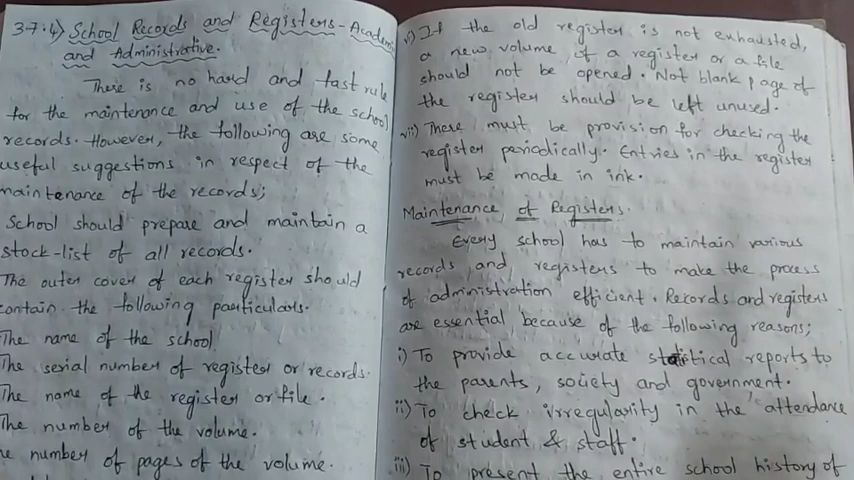 3.7.4) School Records and Registers - Academic
and Administrative.
There is no hard and fast rule
for the maintenance and use of the school
records. However, the following are some
useful suggestions in respect of the
maintenance of the records;
School should prepare and maintain a
stock-list of all records.
The outer cover of each register should
contain the following particulars.
The name of the school
The serial number of register or records.
The name of the register or file.
The number of the volume.
number of pages of the volume.
vi) If the old register is not exhausted,
a new volume of a register or a file
should not be opened. Not blank page of
the register should be left unused.
vii) There must be provision for checking the
register periodically. Entries in the register
must be made in ink.
Maintenance of Registers.
Every school has to maintain various
records and registers to make the process
of administration efficient. Records and registers
are essential because of the following reasons;
i) To provide accurate statistical reports to
the parents, society and government.
ii) To check irregularity in the attendance
of student & staff.
iii) To present the entire school history of